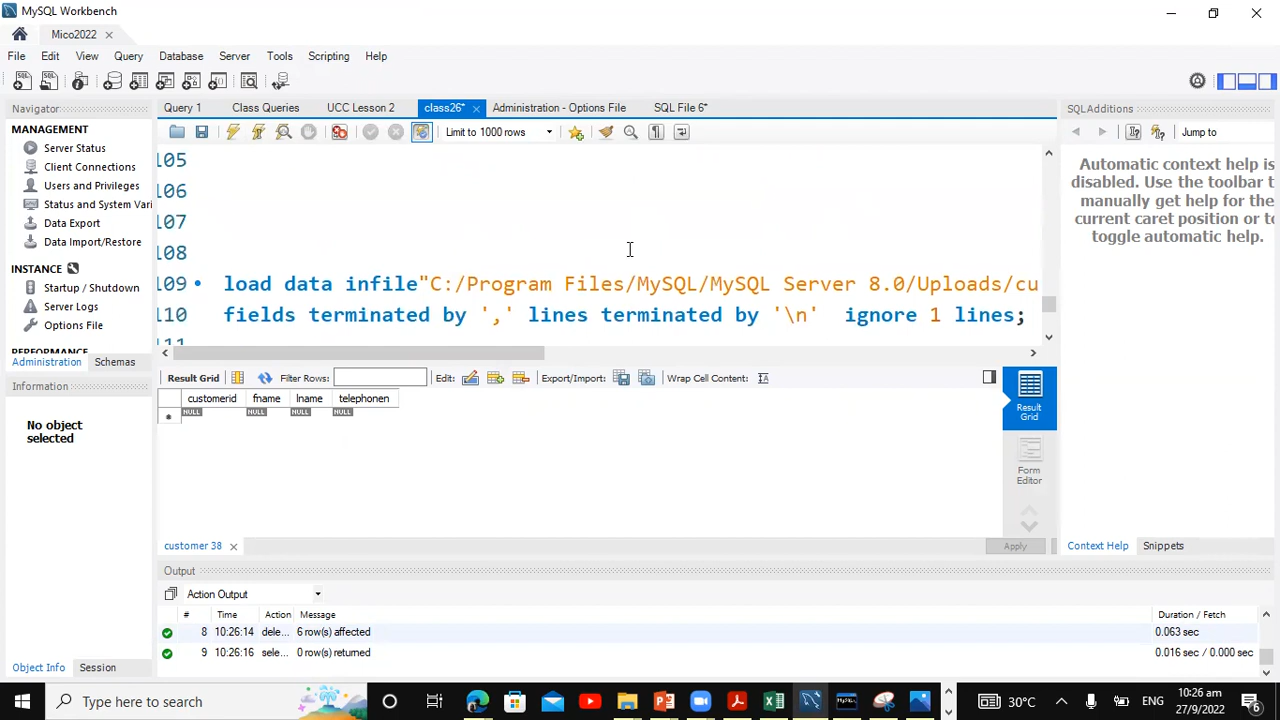 MySQL Workbench
Mico2022
File Edit View Query Database Server Tools Scripting Help
Navigator
MANAGEMENT
Server Status
Client Connections
Users and Privileges
Status and System Vari
Data Export
Data Import/Restore
INSTANCE
Startup / Shutdown
Server Logs
Options File
PERFORMANCE
Administration Schemas
Information
No object
selected
Object Info Session
Query 1 Class Queries UCC Lesson 2 class26* Administration - Options File SQL File 6*
Limit to 1000 rows
105
106
107
108
109 load data infile"C:/Program Files/MySQL/MySQL Server 8.0/Uploads/cu
110 fields terminated by ',' lines terminated by '\n' ignore 1 lines;
111
Result Grid Filter Rows: Edit: Export/Import: Wrap Cell Content:
customerid fname lname telephonen
NULL NULL NULL NULL
Result
Grid
Form
Editor
customer 38
Apply
Output
Action Output
# Time Action Message Duration / Fetch
8 10:26:14 dele... 6 row(s) affected 0.063 sec
9 10:26:16 sele... 0 row(s) returned 0.016 sec / 0.000 sec
SQLAdditions
Jump to
Automatic context help is
disabled. Use the toolbar t
manually get help for the
current caret position or to
toggle automatic help.
Context Help Snippets
Type here to search
30°C
ENG
10:26 am
27/9/2022
6